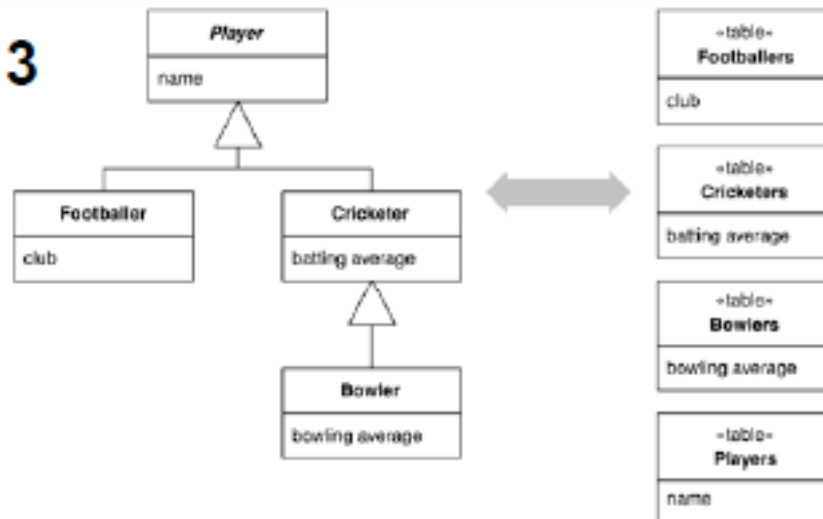 3
Player
name
Footballer
club
Cricketer
batting average
Bowler
bowling average
«table»
Footballers
club
«table»
Cricketers
batting average
«table»
Bowlers
bowling average
«table»
Players
name